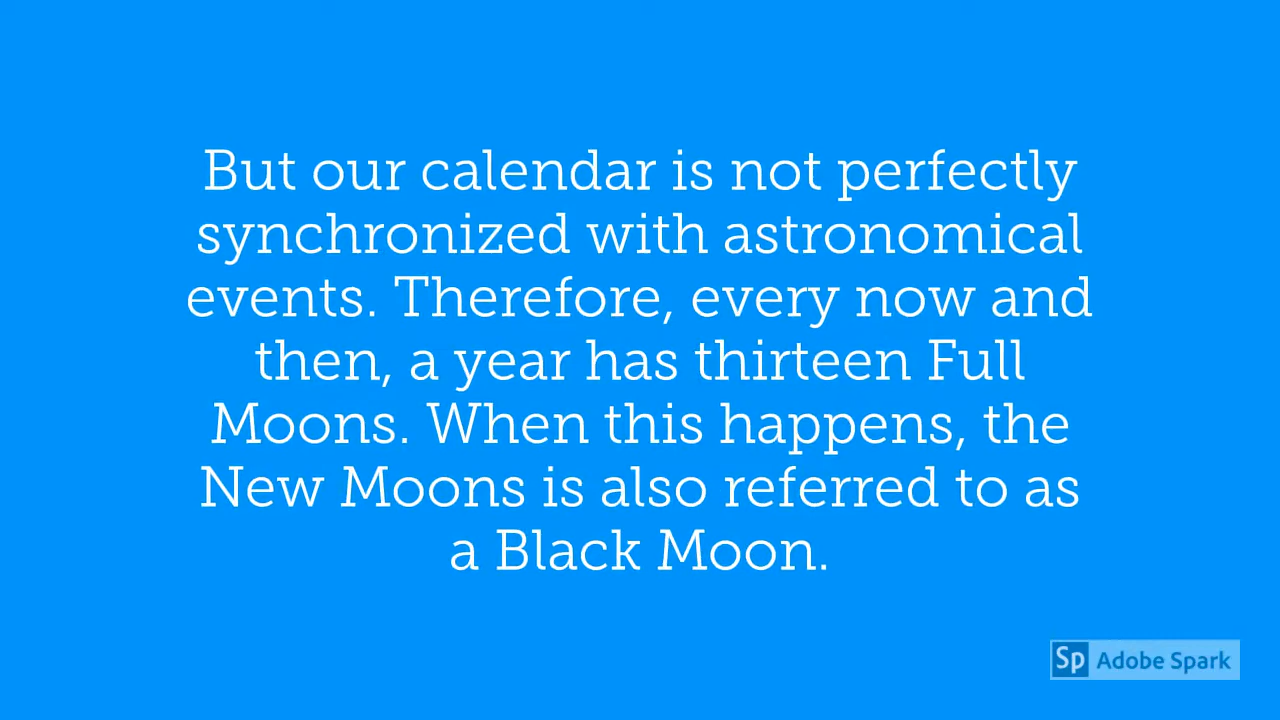 But our calendar is not perfectly
synchronized with astronomical
events. Therefore, every now and
then, a year has thirteen Full
Moons. When this happens, the
New Moons is also referred to as
a Black Moon.
Sp Adobe Spark